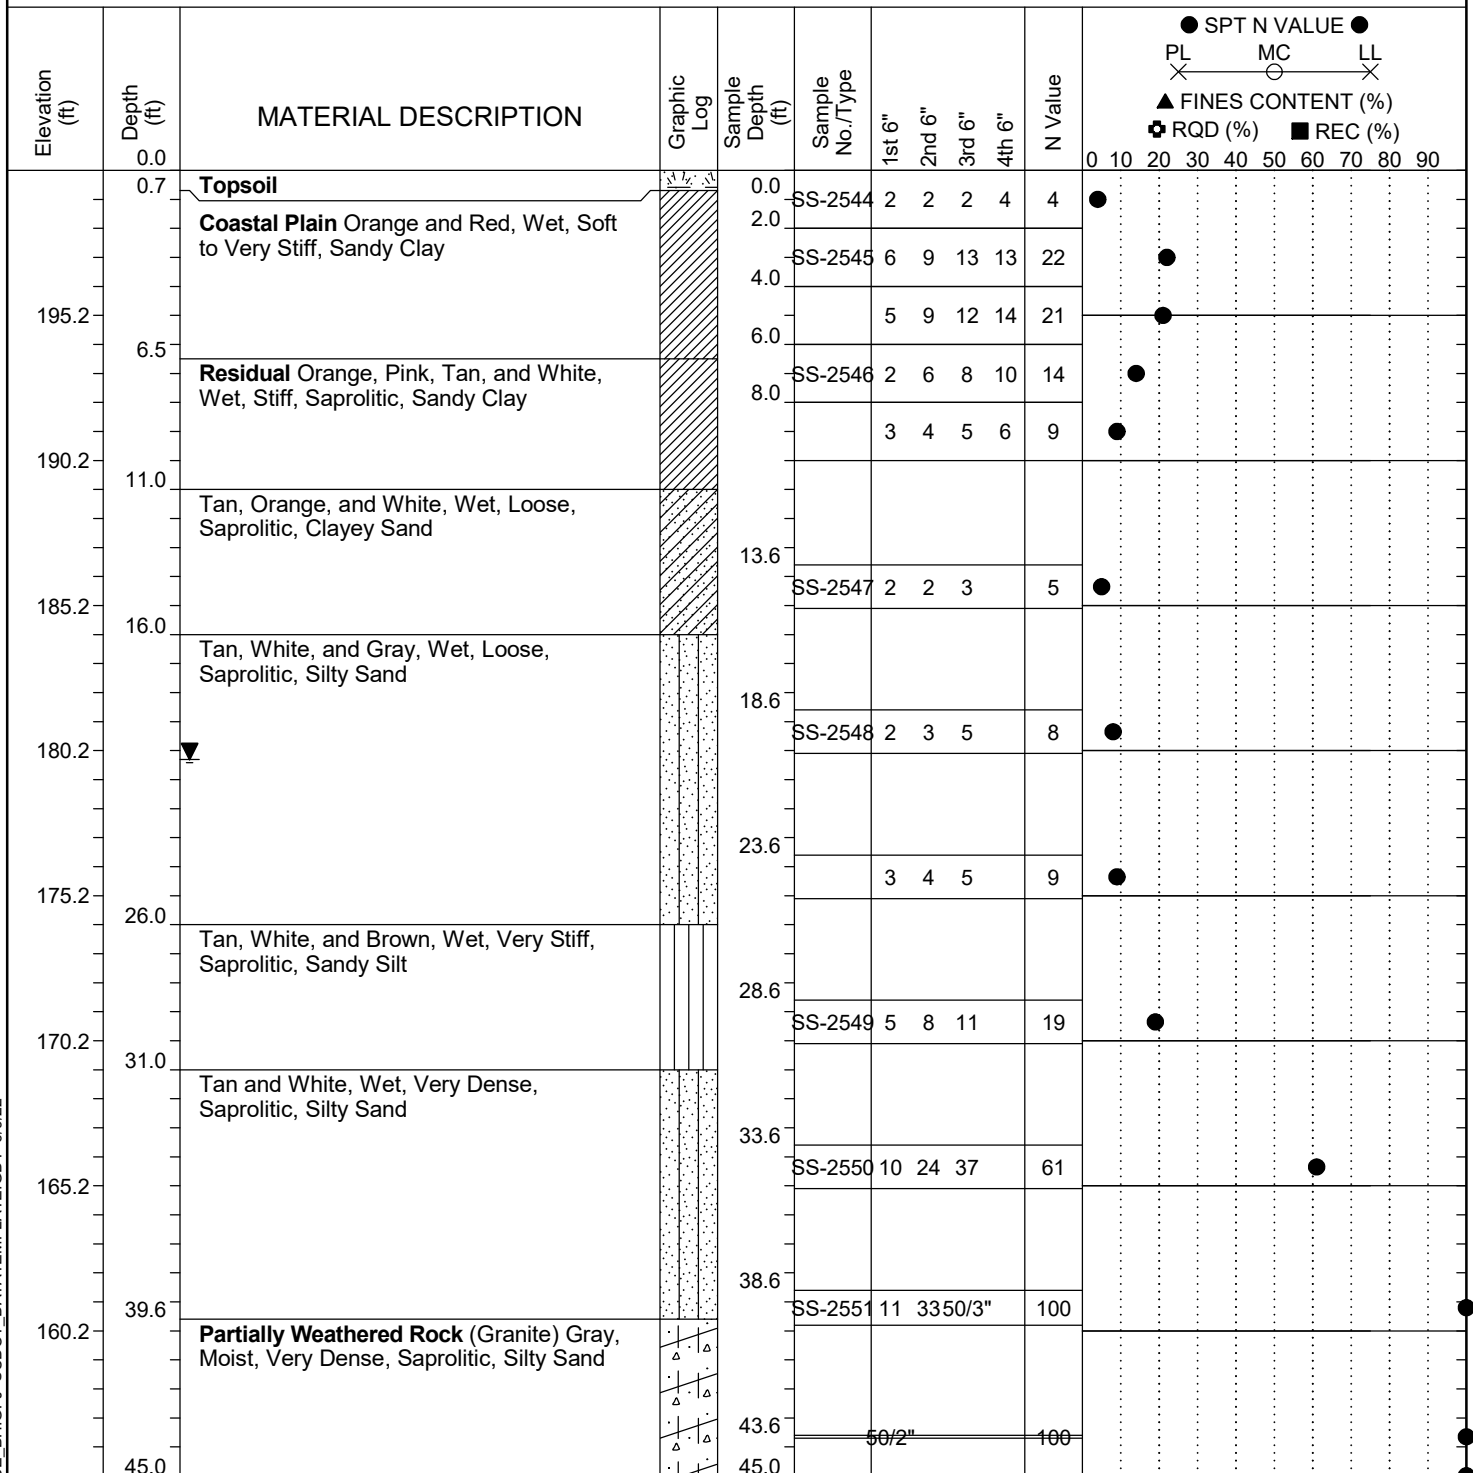 ● SPT N VALUE ●
PL MC LL
▲ FINES CONTENT (%)
RQD (%) ■ REC (%)
0 10 20 30 40 50 60 70 80 90
Elevation (ft)
Depth (ft)
MATERIAL DESCRIPTION
Graphic Log
Sample Depth (ft)
Sample No./Type
1st 6"
2nd 6"
3rd 6"
4th 6"
N Value
0.0
0.7 Topsoil 0.0
SS-2544 2 2 2 4 4
Coastal Plain Orange and Red, Wet, Soft 2.0
to Very Stiff, Sandy Clay
SS-2545 6 9 13 13 22
4.0
195.2 5 9 12 14 21
6.0
6.5
Residual Orange, Pink, Tan, and White, SS-2546 2 6 8 10 14
Wet, Stiff, Saprolitic, Sandy Clay 8.0
3 4 5 6 9
190.2
11.0
Tan, Orange, and White, Wet, Loose,
Saprolitic, Clayey Sand
13.6
SS-2547 2 2 3 5
185.2
16.0
Tan, White, and Gray, Wet, Loose,
Saprolitic, Silty Sand
18.6
SS-2548 2 3 5 8
180.2
23.6
3 4 5 9
175.2
26.0
Tan, White, and Brown, Wet, Very Stiff,
Saprolitic, Sandy Silt
28.6
SS-2549 5 8 11 19
170.2
31.0
Tan and White, Wet, Very Dense,
Saprolitic, Silty Sand
33.6
SS-2550 10 24 37 61
165.2
38.6
39.6 SS-2551 11 33 50/3" 100
160.2 Partially Weathered Rock (Granite) Gray,
Moist, Very Dense, Saprolitic, Silty Sand
43.6
50/2" 100
45.0 45.0